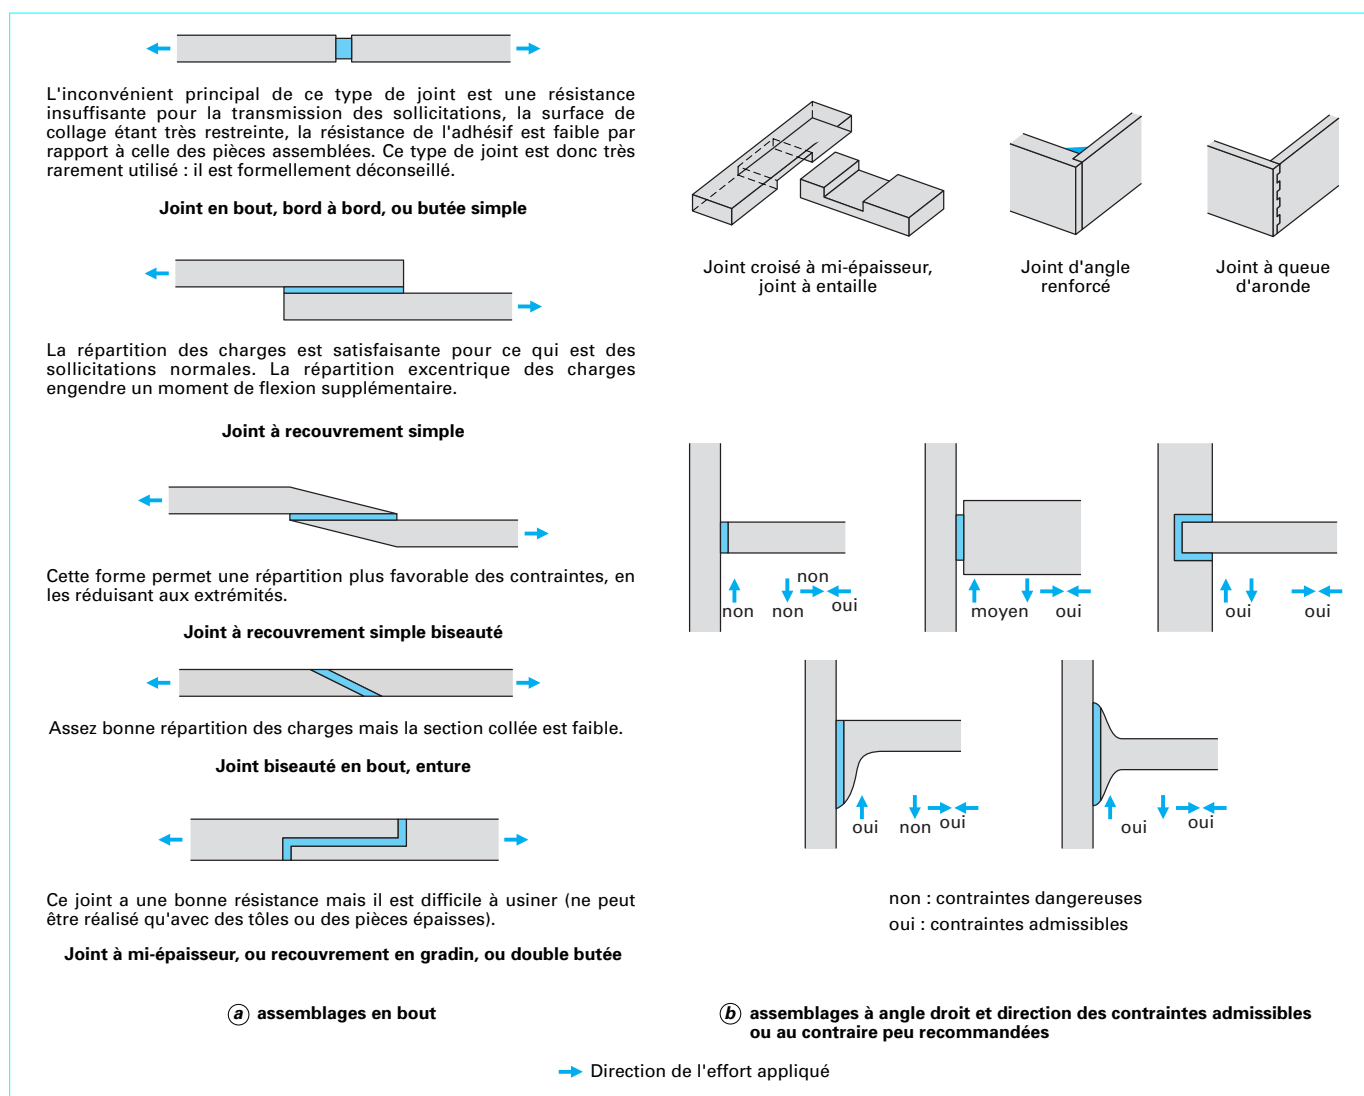 L'inconvénient principal de ce type de joint est une résistance
insuffisante pour la transmission des sollicitations, la surface de
collage étant très restreinte, la résistance de l'adhésif est faible par
rapport à celle des pièces assemblées. Ce type de joint est donc très
rarement utilisé : il est formellement déconseillé.
Joint en bout, bord à bord, ou butée simple
La répartition des charges est satisfaisante pour ce qui est des
sollicitations normales. La répartition excentrique des charges
engendre un moment de flexion supplémentaire.
Joint à recouvrement simple
Cette forme permet une répartition plus favorable des contraintes, en
les réduisant aux extrémités.
Joint à recouvrement simple biseauté
Assez bonne répartition des charges mais la section collée est faible.
Joint biseauté en bout, enture
Ce joint a une bonne résistance mais il est difficile à usiner (ne peut
être réalisé qu'avec des tôles ou des pièces épaisses).
Joint à mi-épaisseur, ou recouvrement en gradin, ou double butée
a assemblages en bout
Joint croisé à mi-épaisseur,
joint à entaille
Joint d'angle
renforcé
Joint à queue
d'aronde
non
non non oui
moyen oui
oui oui
oui non oui
oui oui
non : contraintes dangereuses
oui : contraintes admissibles
b assemblages à angle droit et direction des contraintes admissibles
ou au contraire peu recommandées
Direction de l'effort appliqué